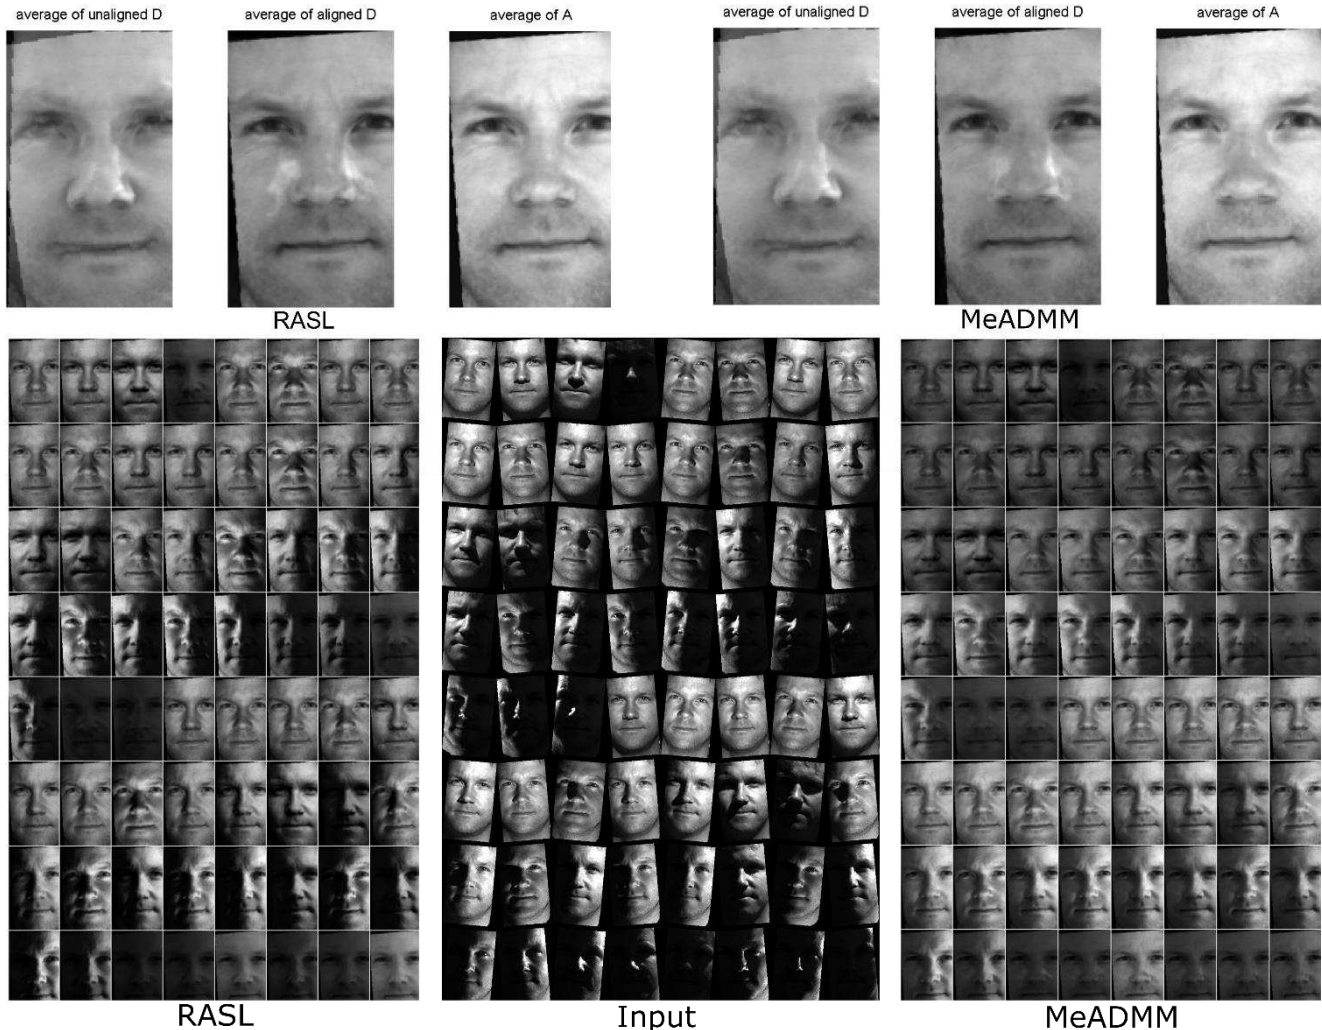 average of unaligned D
average of aligned D
average of A
average of unaligned D
average of aligned D
average of A
RASL
MeADMM
RASL
Input
MeADMM